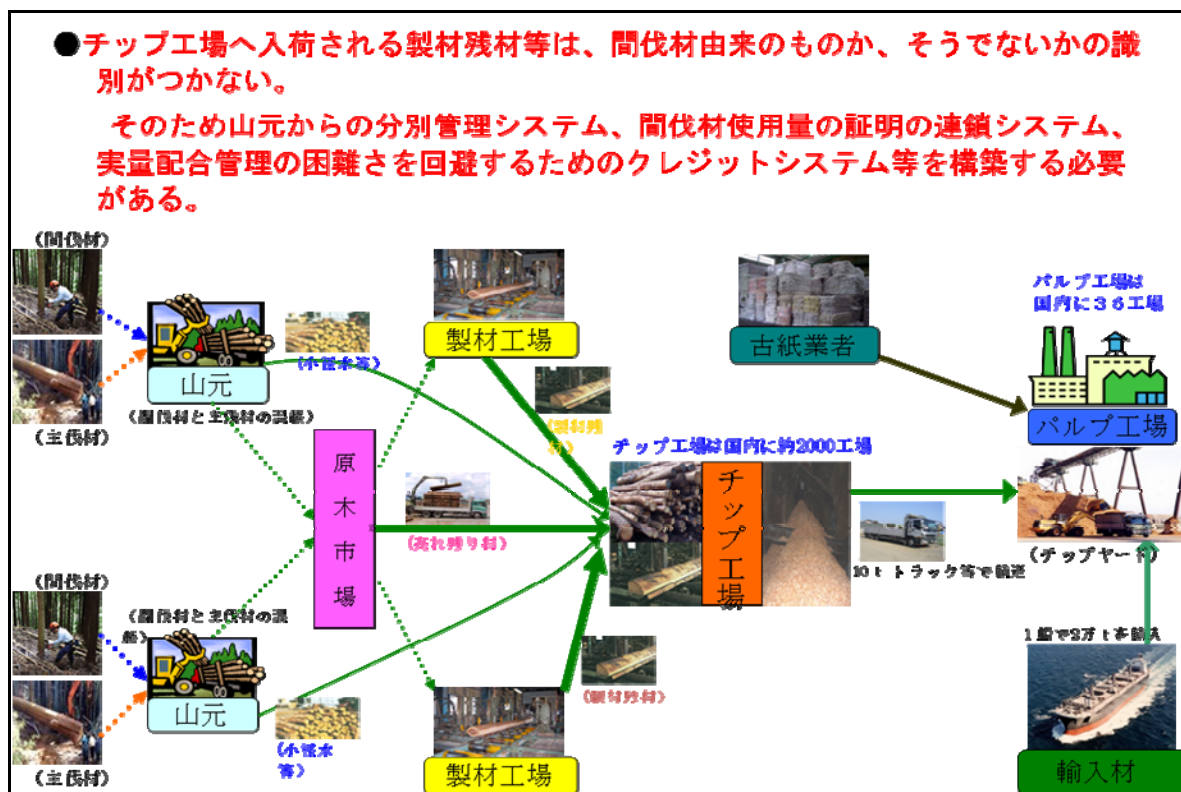 ●チップ工場へ入荷される製材残材等は、間伐材由来のものか、そうでないかの識
別がつかない。
そのため山元からの分別管理システム、間伐材使用量の証明の連鎖システム、
実量配合管理の困難さを回避するためのクレジットシステム等を構築する必要
がある。
(間伐材)
(主伐材)
山元
(小径木等)
(間伐材と主伐材の混載)
製材工場
(製材残
材)
古紙業者
パルプ工場は
国内に36工場
パルプ工場
原木市場
(売れ残り材)
チップ工場は国内に約2000工場
チップ工場
10tトラック等で輸送
(チップヤード)
(間伐材)
(主伐材)
(間伐材と主伐材の混
載)
山元
(小径木
等)
(製材残材)
製材工場
輸入材